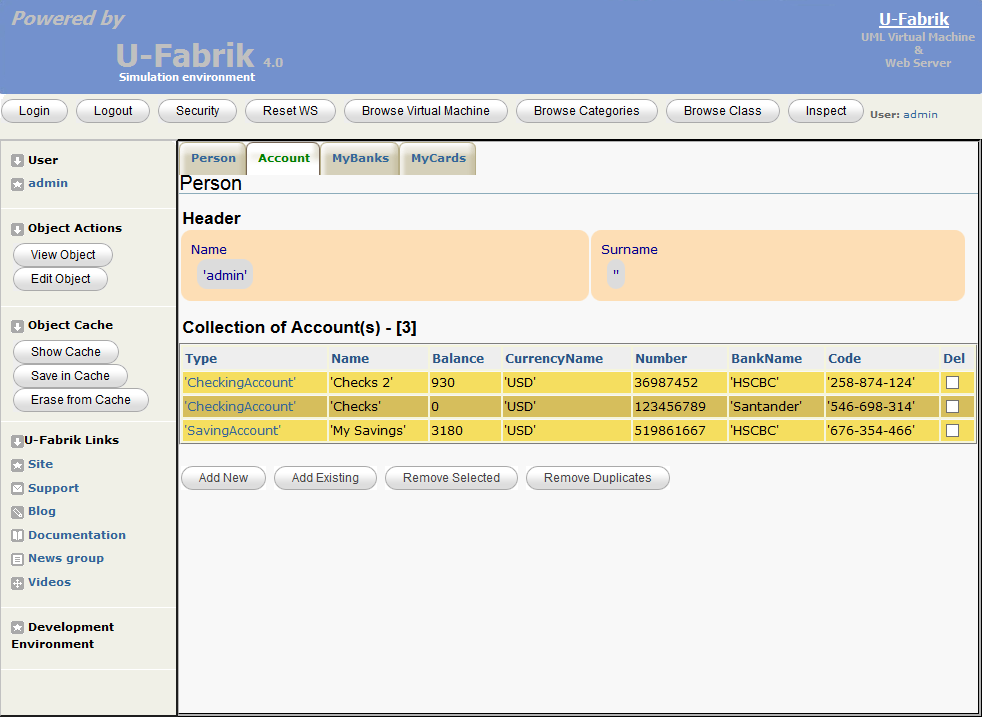 Powered by
U-Fabrik 4.0
Simulation environment
U-Fabrik
UML Virtual Machine
&
Web Server
Login Logout Security Reset WS Browse Virtual Machine Browse Categories Browse Class Inspect User: admin
User
admin
Object Actions
View Object
Edit Object
Object Cache
Show Cache
Save in Cache
Erase from Cache
U-Fabrik Links
Site
Support
Blog
Documentation
News group
Videos
Development
Environment
Person Account MyBanks MyCards
Person
Header
Name Surname
'admin' ''
Collection of Account(s) - [3]
Type Name Balance CurrencyName Number BankName Code Del
'CheckingAccount' 'Checks 2' 930 'USD' 36987452 'HSCBC' '258-874-124'
'CheckingAccount' 'Checks' 0 'USD' 123456789 'Santander' '546-698-314'
'SavingAccount' 'My Savings' 3180 'USD' 519861667 'HSCBC' '676-354-466'
Add New Add Existing Remove Selected Remove Duplicates